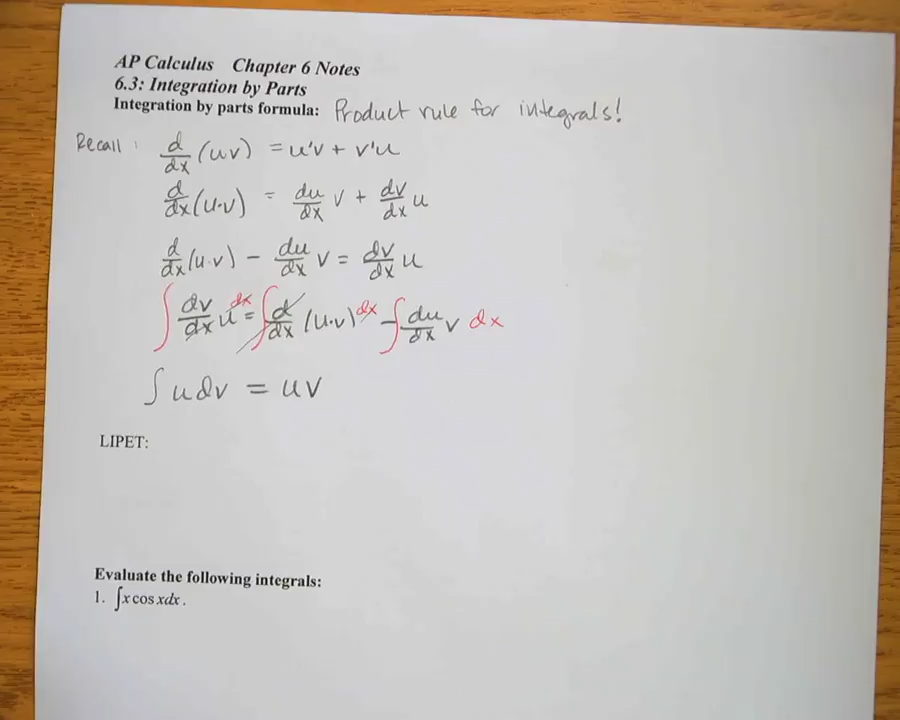 AP Calculus Chapter 6 Notes
6.3: Integration by Parts
Integration by parts formula: Product rule for integrals!
Recall: d/dx (uv) = u'v + v'u
d/dx (u·v) = du/dx v + dv/dx u
d/dx (u·v) − du/dx v = dv/dx u
∫ dv/dx u dx = ∫ d/dx (u·v) dx − ∫ du/dx v dx
∫ u dv = uv
LIPET:
Evaluate the following integrals:
1. ∫x cos xdx.